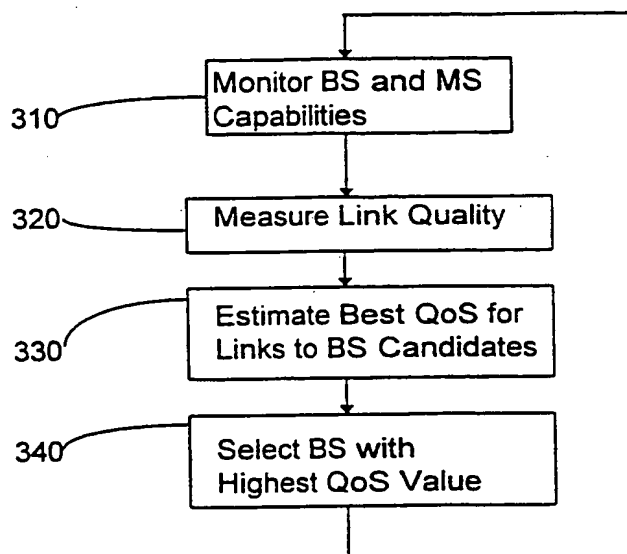 310
Monitor BS and MS
Capabilities
320
Measure Link Quality
330
Estimate Best QoS for
Links to BS Candidates
340
Select BS with
Highest QoS Value